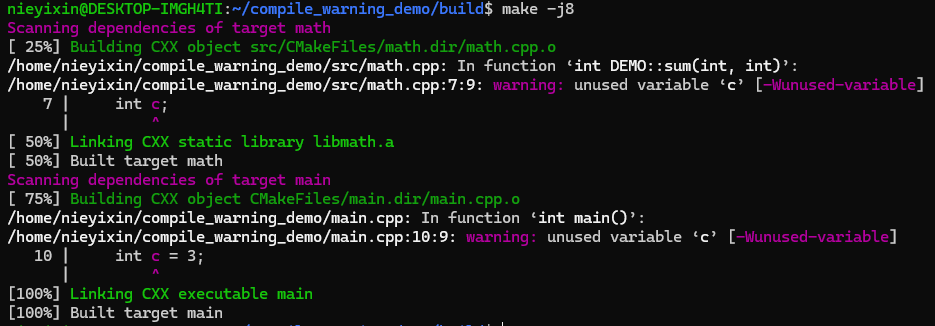 nieyixin@DESKTOP-IMGH4TI:~/compile_warning_demo/build$ make -j8
Scanning dependencies of target math
[ 25%] Building CXX object src/CMakeFiles/math.dir/math.cpp.o
/home/nieyixin/compile_warning_demo/src/math.cpp: In function ‘int DEMO::sum(int, int)’:
/home/nieyixin/compile_warning_demo/src/math.cpp:7:9: warning: unused variable ‘c’ [-Wunused-variable]
    7 |     int c;
      |         ^
[ 50%] Linking CXX static library libmath.a
[ 50%] Built target math
Scanning dependencies of target main
[ 75%] Building CXX object CMakeFiles/main.dir/main.cpp.o
/home/nieyixin/compile_warning_demo/main.cpp: In function ‘int main()’:
/home/nieyixin/compile_warning_demo/main.cpp:10:9: warning: unused variable ‘c’ [-Wunused-variable]
   10 |     int c = 3;
      |         ^
[100%] Linking CXX executable main
[100%] Built target main